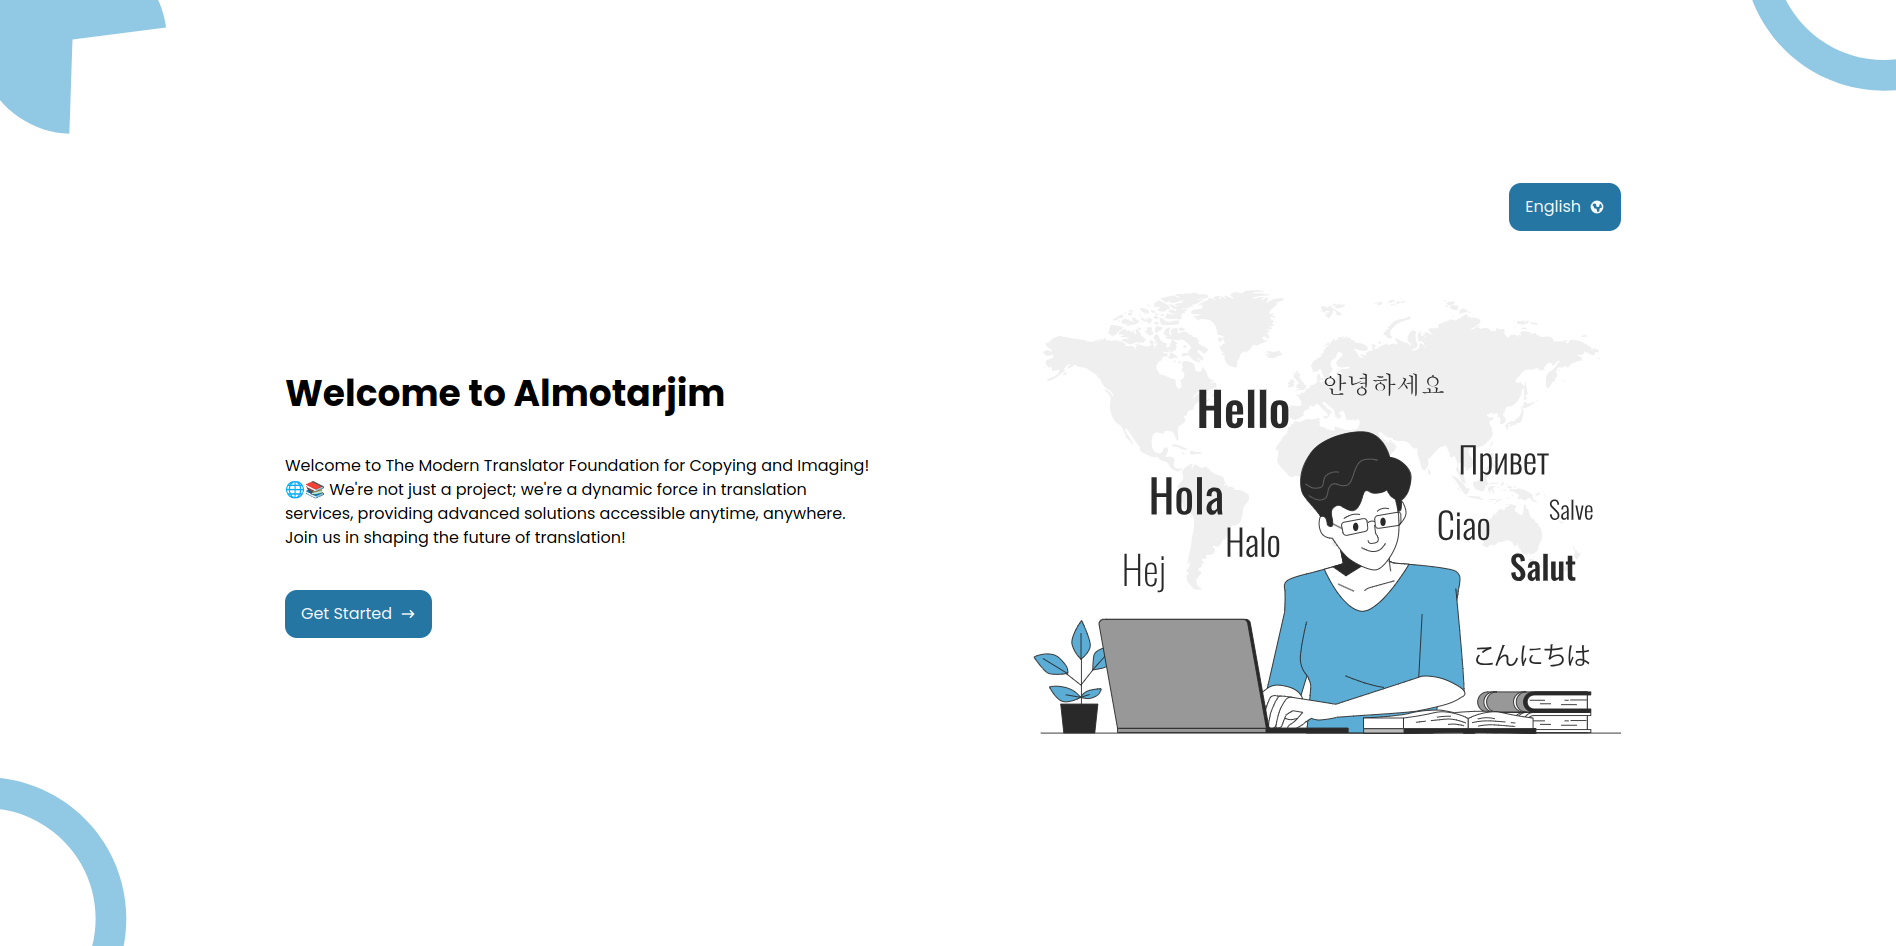 English
Welcome to Almotarjim
Welcome to The Modern Translator Foundation for Copying and Imaging!
🌐📚 We're not just a project; we're a dynamic force in translation
services, providing advanced solutions accessible anytime, anywhere.
Join us in shaping the future of translation!
Get Started →
안녕하세요
Hello
Привет
Hola
Salve
Ciao
Halo
Salut
Hej
こんにちは